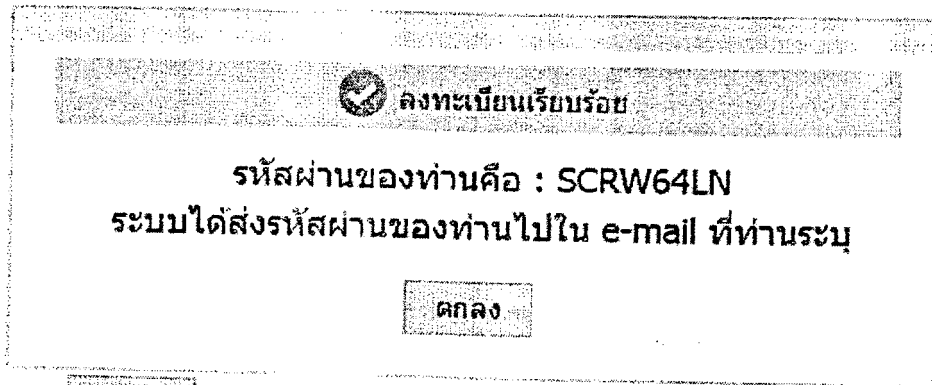 ลงทะเบียนเรียบร้อย
รหัสผ่านของท่านคือ : SCRW64LN
ระบบได้ส่งรหัสผ่านของท่านไปใน e-mail ที่ท่านระบุ
ตกลง